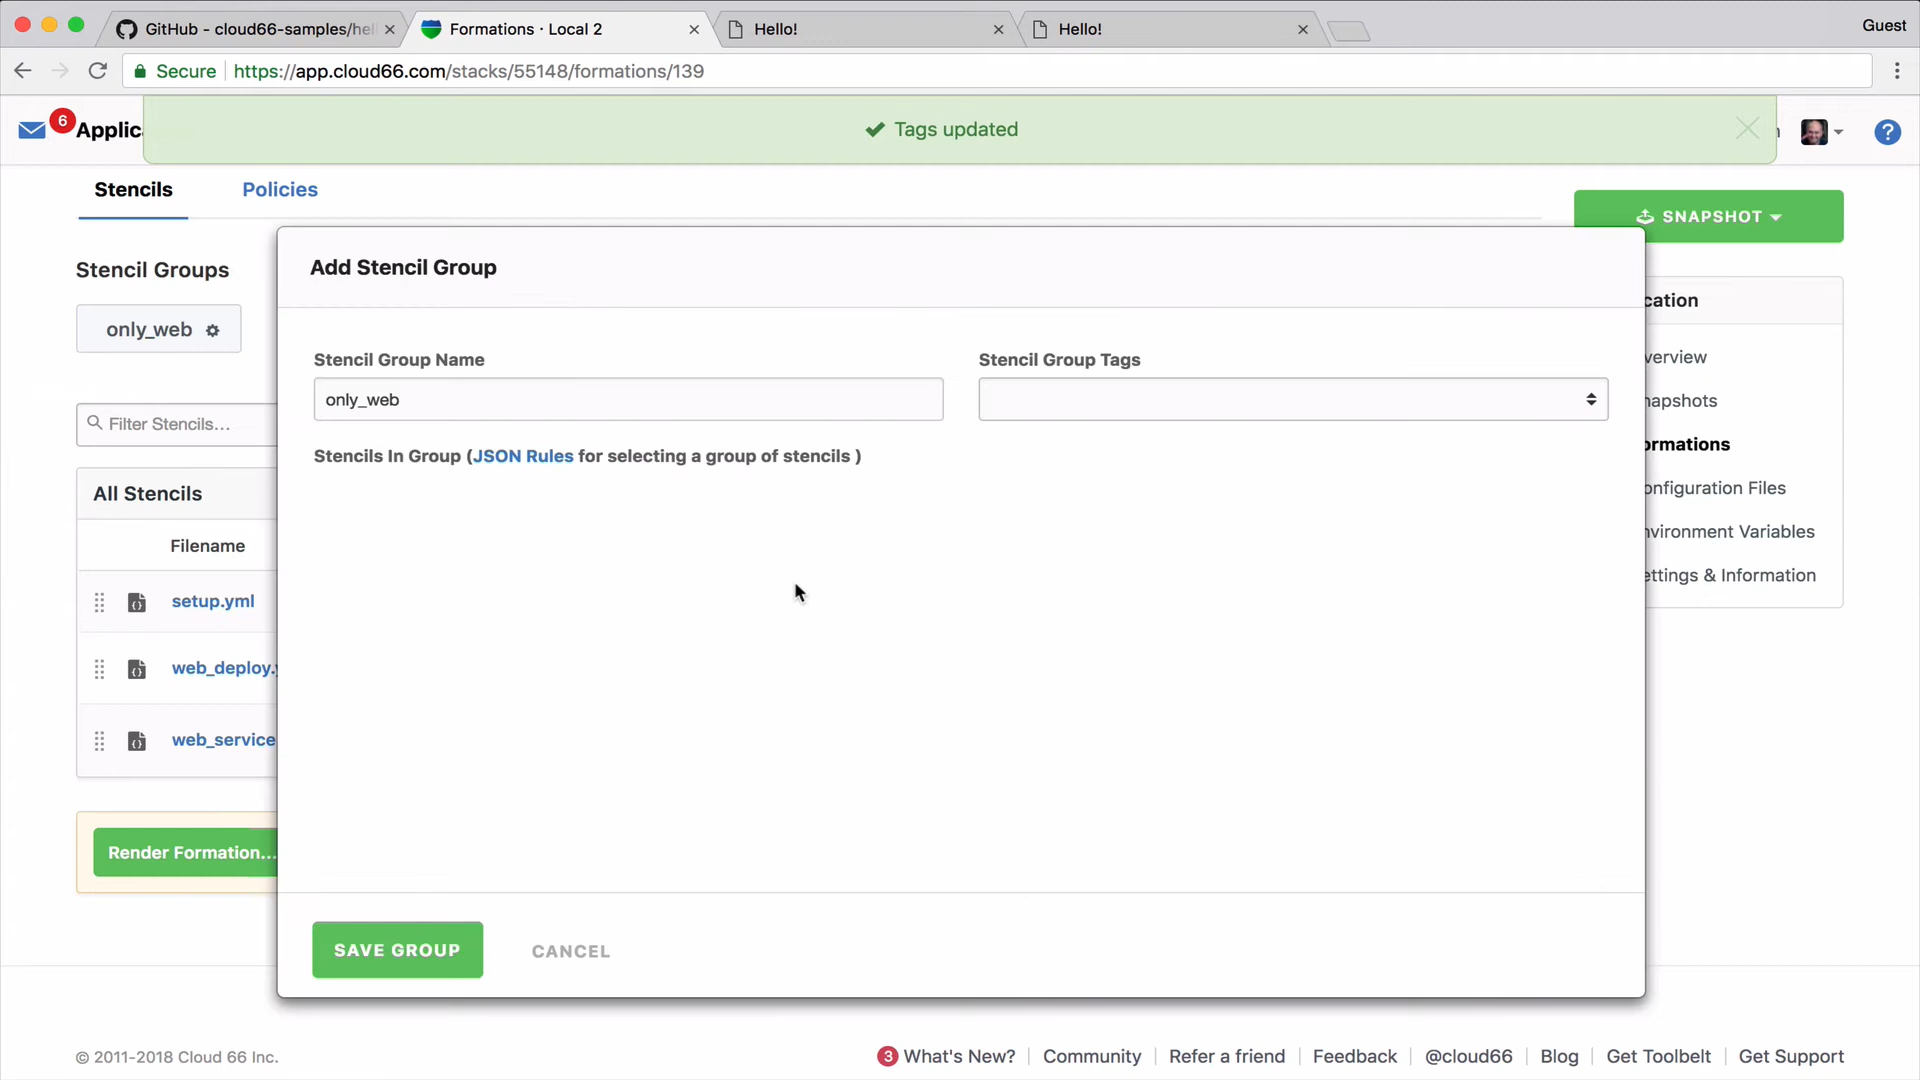 GitHub - cloud66-samples/hel
Formations · Local 2
Hello!
Hello!
Guest
Secure
https://app.cloud66.com/stacks/55148/formations/139
6
Applic
Tags updated
?
Stencils
Policies
SNAPSHOT
Stencil Groups
only_web
Filter Stencils...
All Stencils
Filename
setup.yml
web_deploy.y
web_service
Render Formation...
Add Stencil Group
Stencil Group Name
Stencil Group Tags
only_web
Stencils In Group (JSON Rules for selecting a group of stencils )
SAVE GROUP
CANCEL
cation
verview
napshots
ormations
onfiguration Files
nvironment Variables
ettings & Information
© 2011-2018 Cloud 66 Inc.
3 What's New?
Community
Refer a friend
Feedback
@cloud66
Blog
Get Toolbelt
Get Support